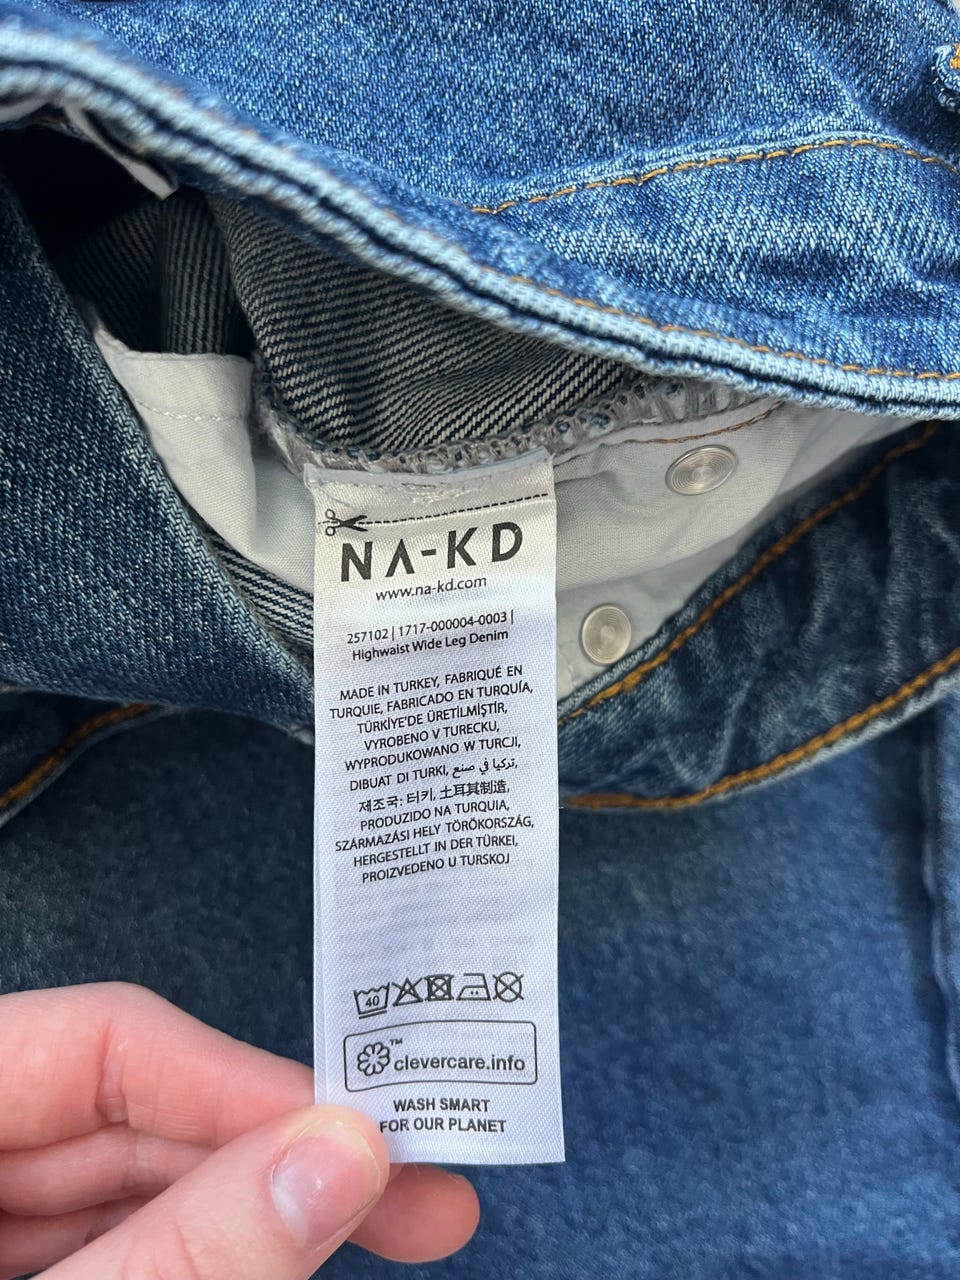 NA-KD
www.na-kd.com
257102 | 1717-000004-0003 |
Highwaist Wide Leg Denim
MADE IN TURKEY, FABRIQUÉ EN
TURQUIE, FABRICADO EN TURQUÍA,
TÜRKİYE'DE ÜRETİLMİŞTİR,
VYROBENO V TURECKU,
WYPRODUKOWANO W TURCJI,
DIBUAT DI TURKI, تركيا في صنع,
제조국: 터키, 土耳其制造,
PRODUZIDO NA TURQUIA,
SZÁRMAZÁSI HELY TÖRÖKORSZÁG,
HERGESTELLT IN DER TÜRKEI,
PROIZVEDENO U TURSKOJ
40
™
clevercare.info
WASH SMART
FOR OUR PLANET